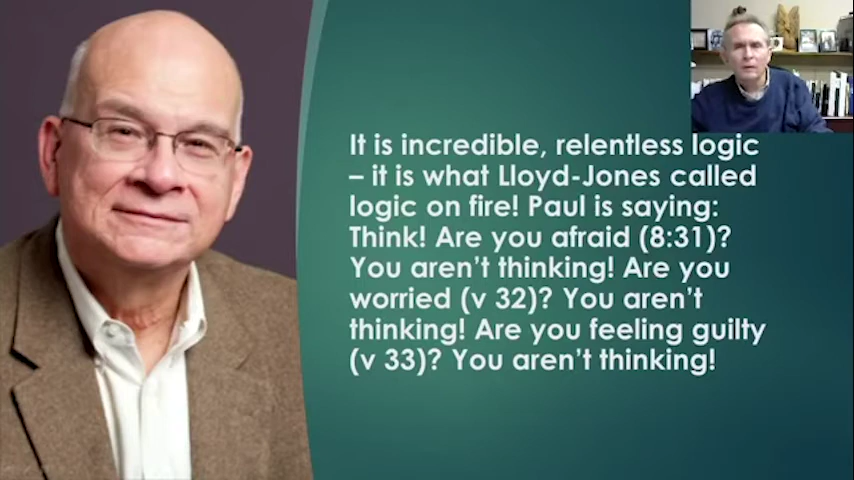 It is incredible, relentless logic
– it is what Lloyd-Jones called
logic on fire! Paul is saying:
Think! Are you afraid (8:31)?
You aren’t thinking! Are you
worried (v 32)? You aren’t
thinking! Are you feeling guilty
(v 33)? You aren’t thinking!